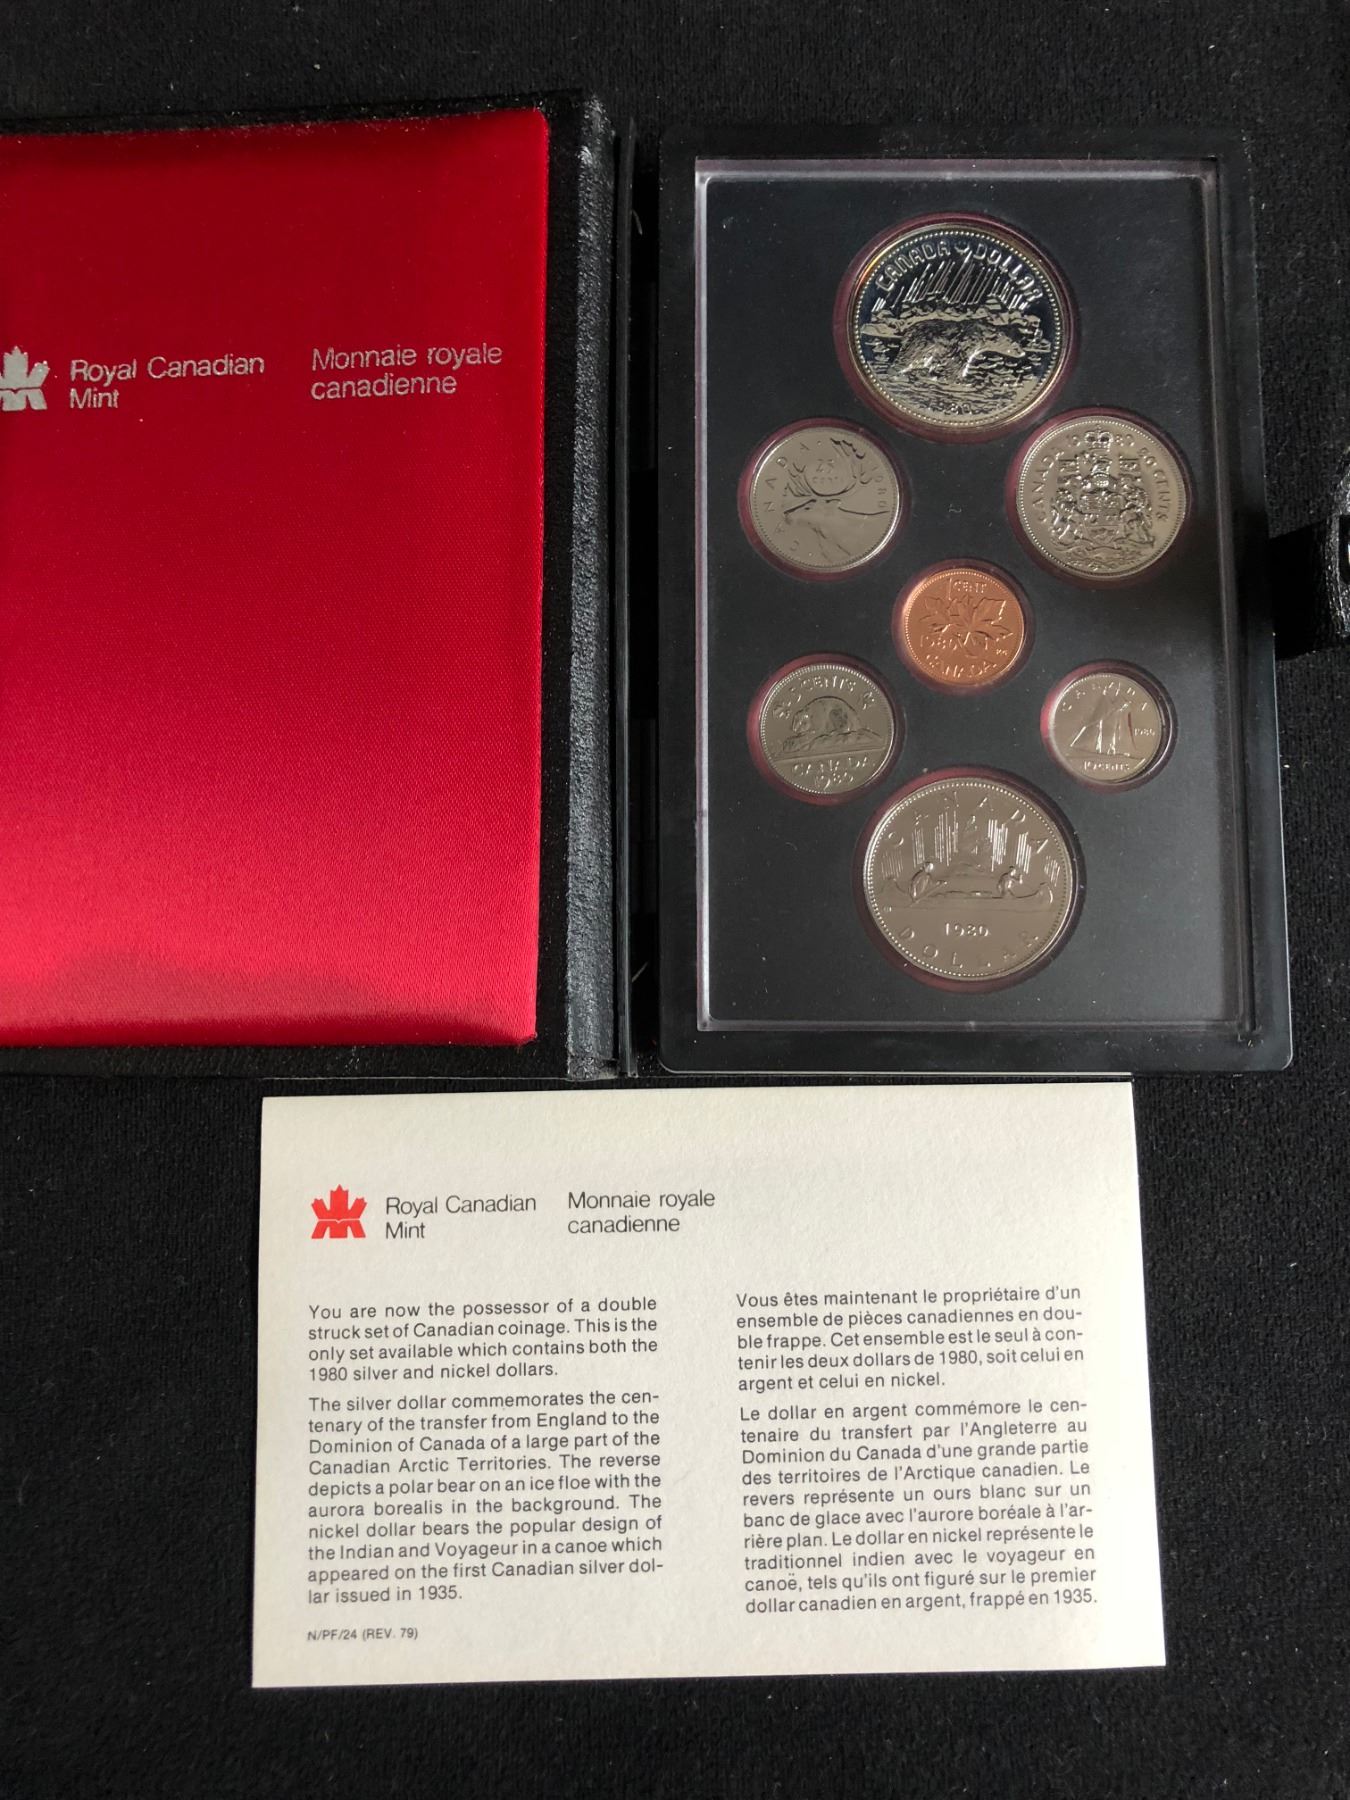 Royal Canadian
Mint
Monnaie royale
canadienne
CANADA DOLLAR
1980
CANADA 1980
25
CENTS
CANADA 1980 50 CENTS
1 CENT
1980
CANADA
5 CENTS
CANADA
1980
CANADA
1980
10 CENTS
CANADA
1980
DOLLAR
Royal Canadian
Mint
Monnaie royale
canadienne
You are now the possessor of a double
struck set of Canadian coinage. This is the
only set available which contains both the
1980 silver and nickel dollars.
The silver dollar commemorates the cen-
tenary of the transfer from England to the
Dominion of Canada of a large part of the
Canadian Arctic Territories. The reverse
depicts a polar bear on an ice floe with the
aurora borealis in the background. The
nickel dollar bears the popular design of
the Indian and Voyageur in a canoe which
appeared on the first Canadian silver dol-
lar issued in 1935.
N/PF/24 (REV. 79)
Vous êtes maintenant le propriétaire d'un
ensemble de pièces canadiennes en dou-
ble frappe. Cet ensemble est le seul à con-
tenir les deux dollars de 1980, soit celui en
argent et celui en nickel.
Le dollar en argent commémore le cen-
tenaire du transfert par l'Angleterre au
Dominion du Canada d'une grande partie
des territoires de l'Arctique canadien. Le
revers représente un ours blanc sur un
banc de glace avec l'aurore boréale à l'ar-
rière plan. Le dollar en nickel représente le
traditionnel indien avec le voyageur en
canoë, tels qu'ils ont figuré sur le premier
dollar canadien en argent, frappé en 1935.